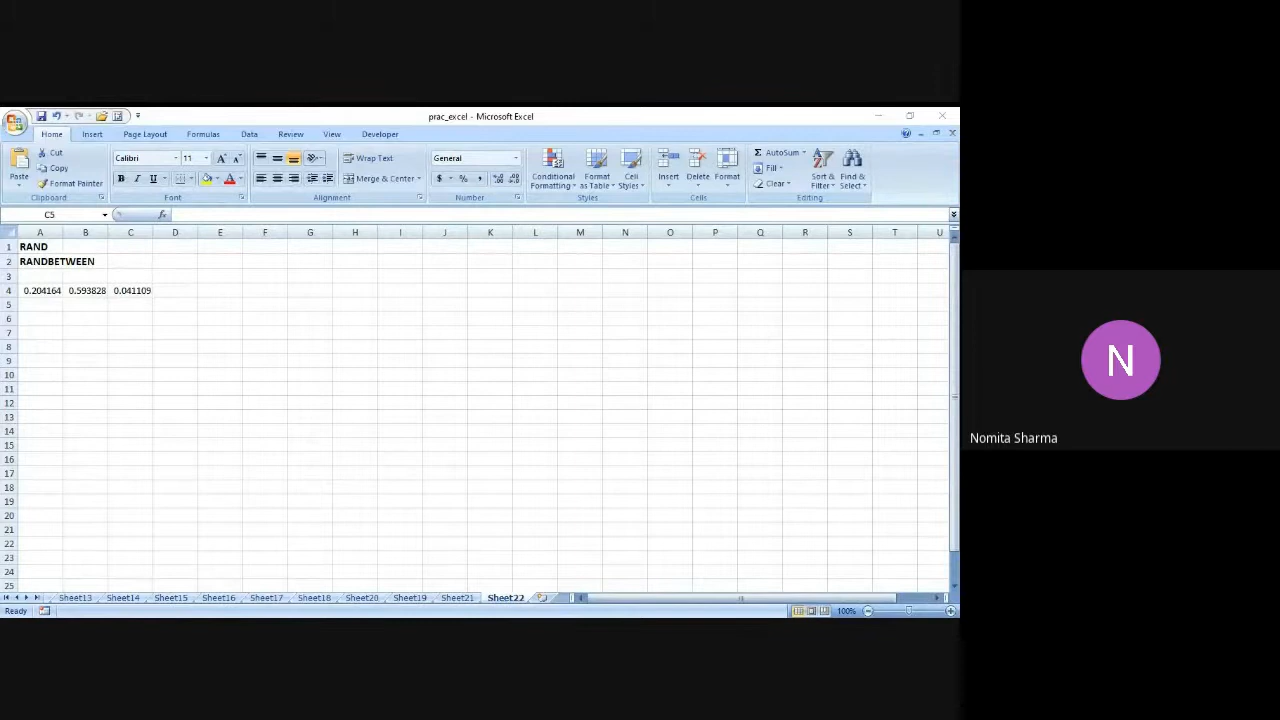 prac_excel - Microsoft Excel
Home Insert Page Layout Formulas Data Review View Developer
Cut
Copy
Format Painter
Paste
Calibri 11
B I U
Wrap Text
Merge & Center
General
$ % ,
Conditional Formatting
Format as Table
Cell Styles
Insert Delete Format
AutoSum
Fill
Clear
Sort & Filter
Find & Select
Clipboard Font Alignment Number Styles Cells Editing
C5 fx
A B C D E F G H I J K L M N O P Q R S T U
1 RAND
2 RANDBETWEEN
3
4 0.204164 0.593828 0.041109
5
6
7
8
9
10
11
12
13
14
15
16
17
18
19
20
21
22
23
24
25
Sheet13 Sheet14 Sheet15 Sheet16 Sheet17 Sheet18 Sheet20 Sheet19 Sheet21 Sheet22
Ready 100%
N
Nomita Sharma